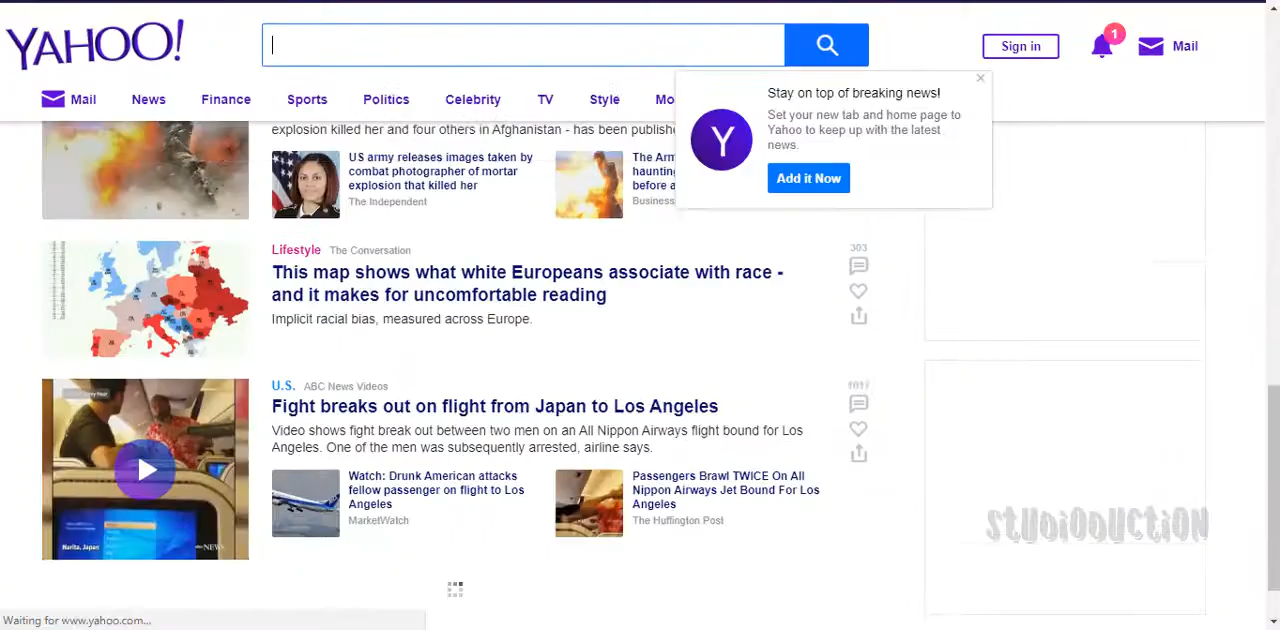 YAHOO!
Sign in
1
Mail
Mail
News
Finance
Sports
Politics
Celebrity
TV
Style
Mo
Stay on top of breaking news!
Set your new tab and home page to
Yahoo to keep up with the latest
news.
Y
Add it Now
explosion killed her and four others in Afghanistan - has been publishe
US army releases images taken by
combat photographer of mortar
explosion that killed her
The Independent
The Arm
haunting
before a
Business
Lifestyle The Conversation
303
This map shows what white Europeans associate with race -
and it makes for uncomfortable reading
Implicit racial bias, measured across Europe.
U.S. ABC News Videos
1017
Fight breaks out on flight from Japan to Los Angeles
Video shows fight break out between two men on an All Nippon Airways flight bound for Los
Angeles. One of the men was subsequently arrested, airline says.
Narita, Japan
NEWS
Watch: Drunk American attacks
fellow passenger on flight to Los
Angeles
MarketWatch
Passengers Brawl TWICE On All
Nippon Airways Jet Bound For Los
Angeles
The Huffington Post
STUDIODUCTION
Waiting for www.yahoo.com...